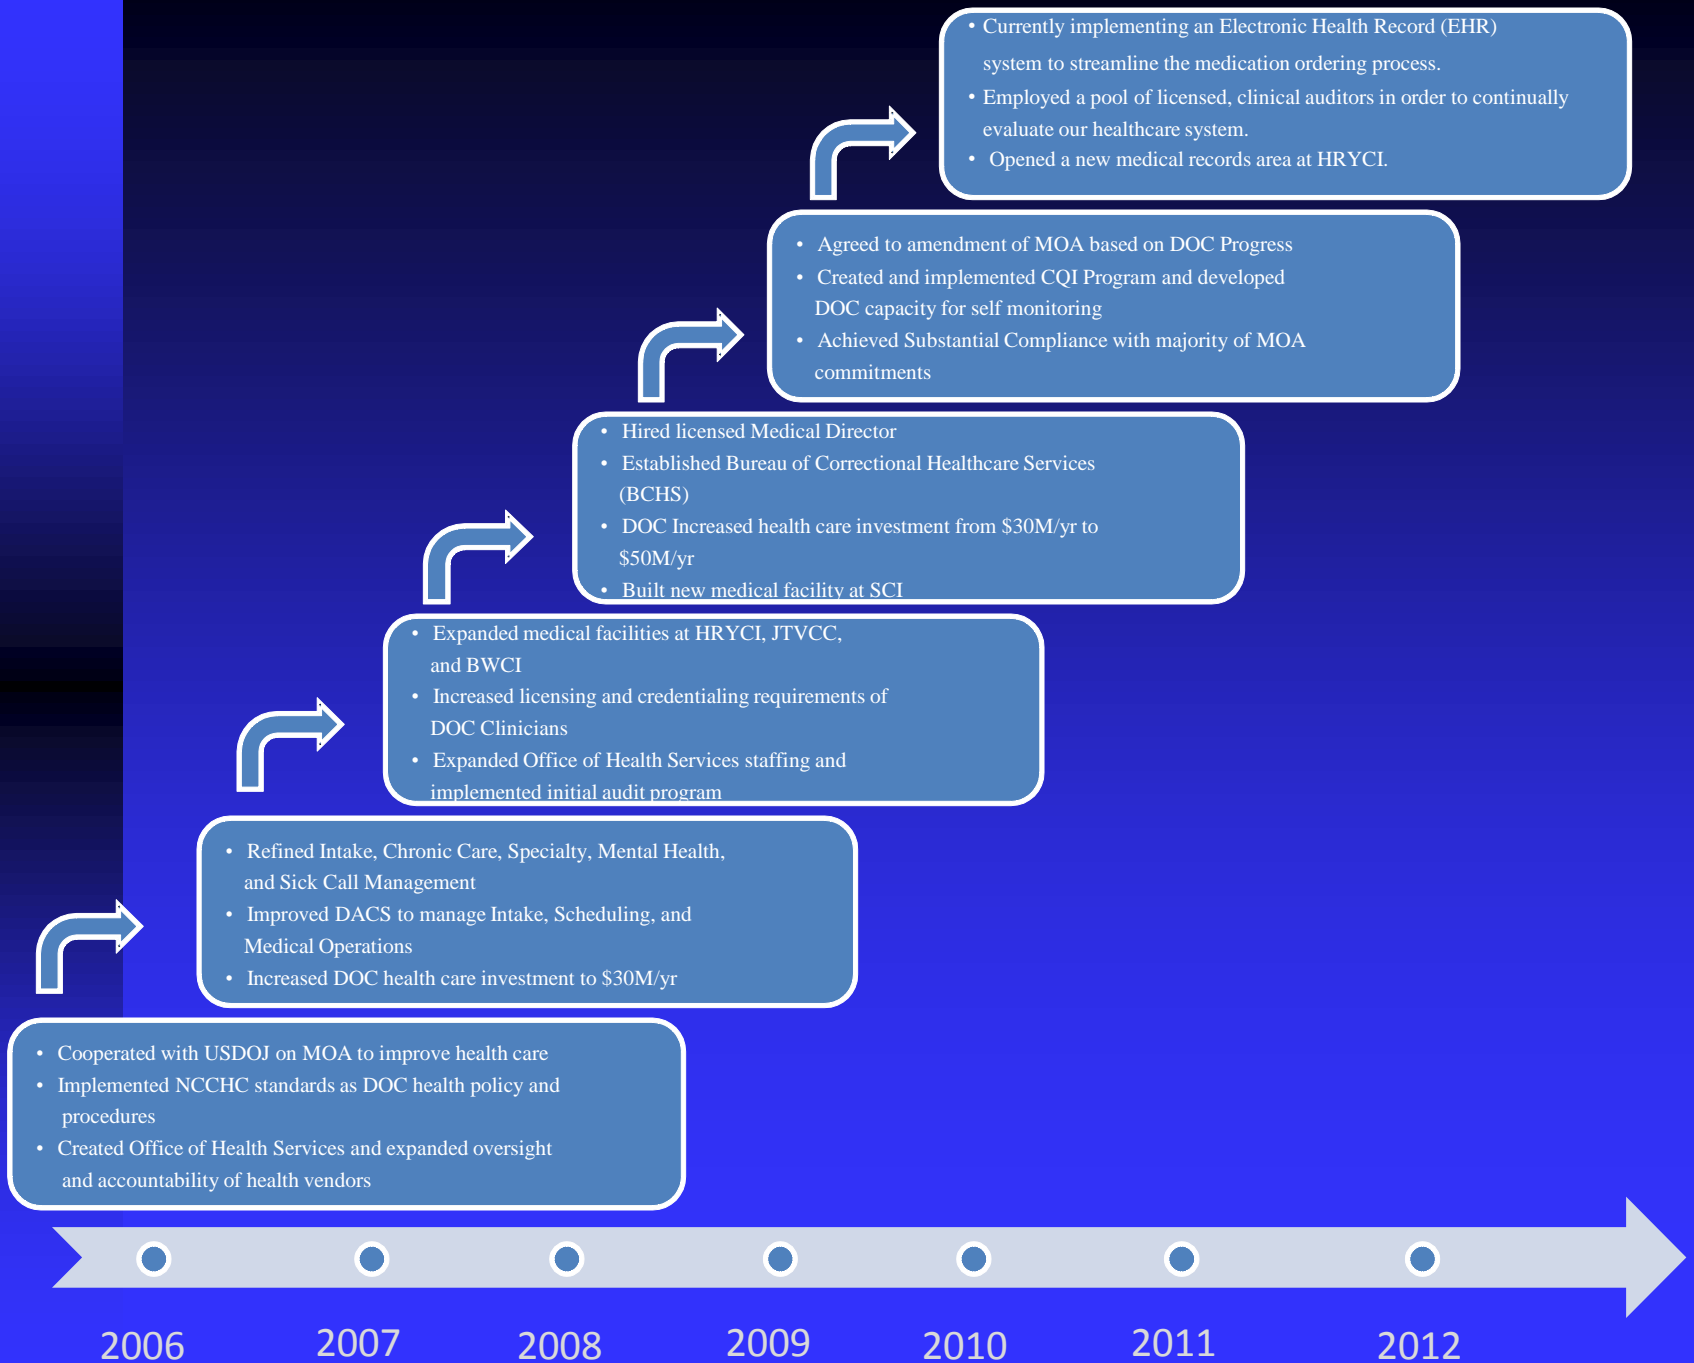 • Currently implementing an Electronic Health Record (EHR)
system to streamline the medication ordering process.
• Employed a pool of licensed, clinical auditors in order to continually
evaluate our healthcare system.
• Opened a new medical records area at HRYCI.
• Agreed to amendment of MOA based on DOC Progress
• Created and implemented CQI Program and developed
DOC capacity for self monitoring
• Achieved Substantial Compliance with majority of MOA
commitments
• Hired licensed Medical Director
• Established Bureau of Correctional Healthcare Services
(BCHS)
• DOC Increased health care investment from $30M/yr to
$50M/yr
• Built new medical facility at SCI
• Expanded medical facilities at HRYCI, JTVCC,
and BWCI
• Increased licensing and credentialing requirements of
DOC Clinicians
• Expanded Office of Health Services staffing and
implemented initial audit program
• Refined Intake, Chronic Care, Specialty, Mental Health,
and Sick Call Management
• Improved DACS to manage Intake, Scheduling, and
Medical Operations
• Increased DOC health care investment to $30M/yr
• Cooperated with USDOJ on MOA to improve health care
• Implemented NCCHC standards as DOC health policy and
procedures
• Created Office of Health Services and expanded oversight
and accountability of health vendors
2006 2007 2008 2009 2010 2011 2012